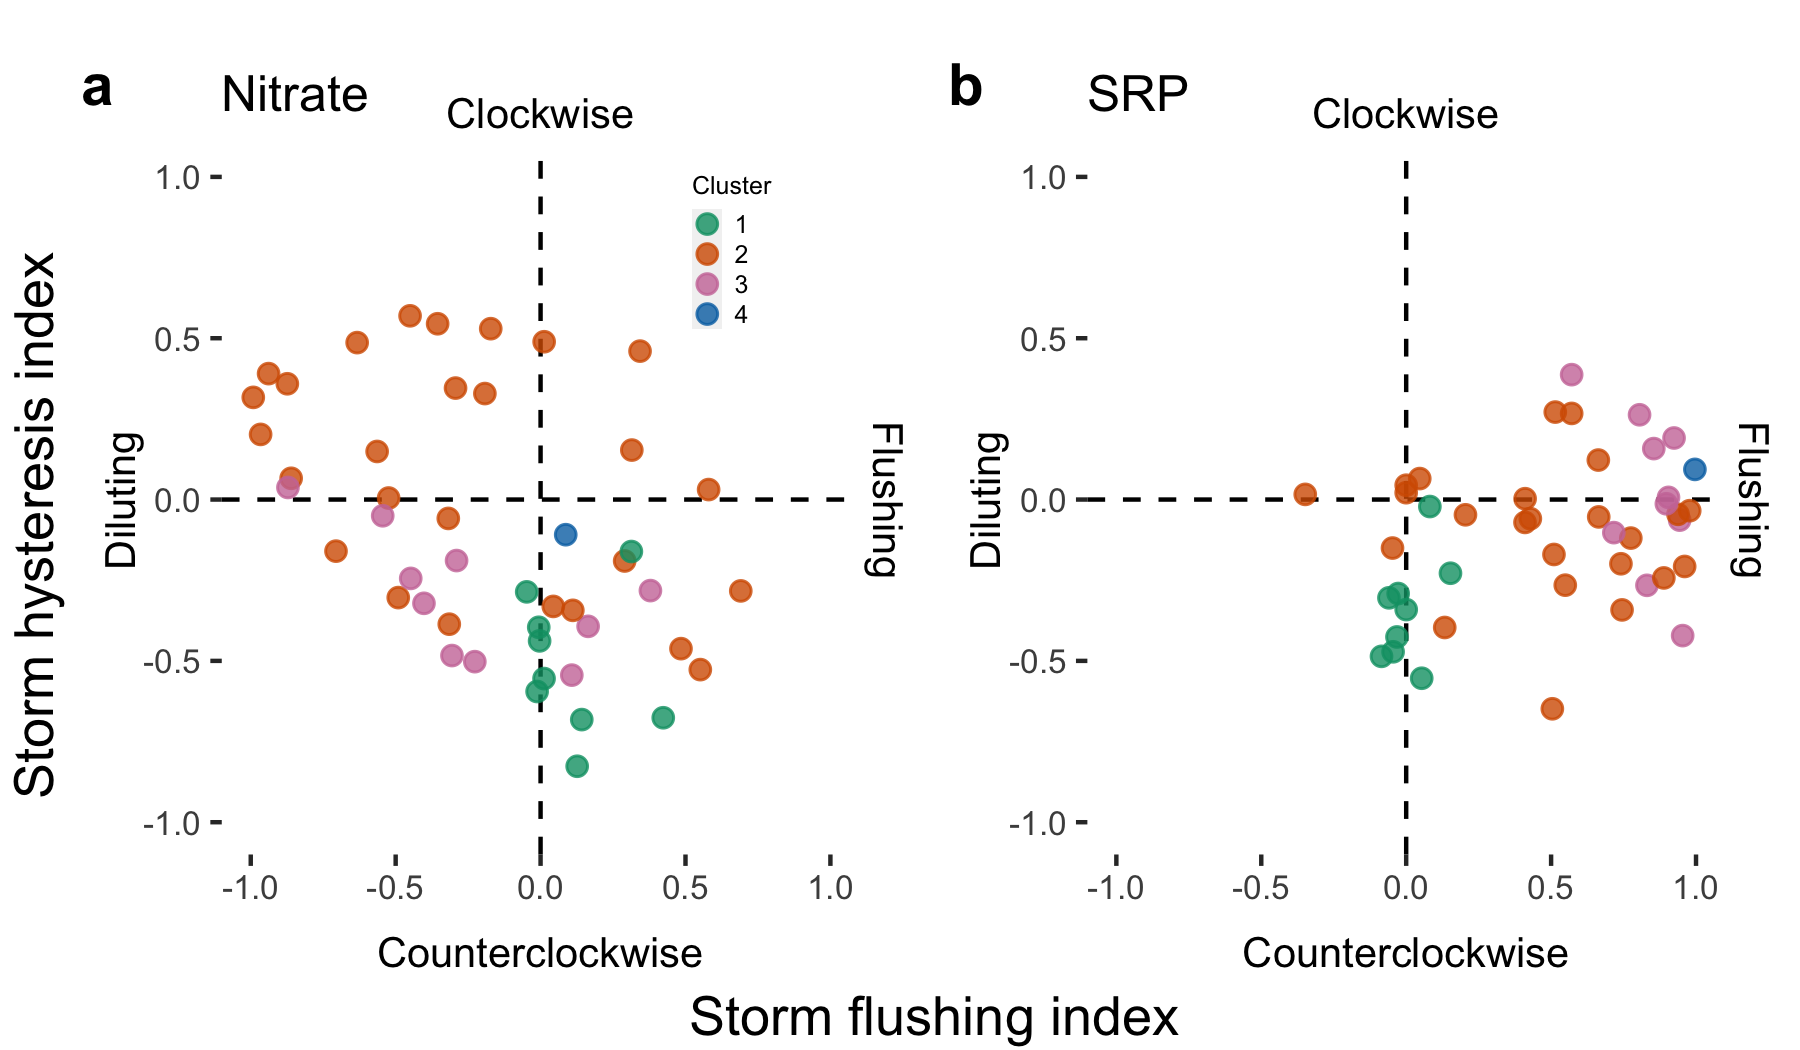 a
Nitrate
Clockwise
b
SRP
Clockwise
Storm hysteresis index
1.0
0.5
0.0
-0.5
-1.0
Diluting
Cluster
1
2
3
4
Flushing
-1.0
-0.5
0.0
0.5
1.0
Counterclockwise
1.0
0.5
0.0
-0.5
-1.0
Diluting
Flushing
-1.0
-0.5
0.0
0.5
1.0
Counterclockwise
Storm flushing index